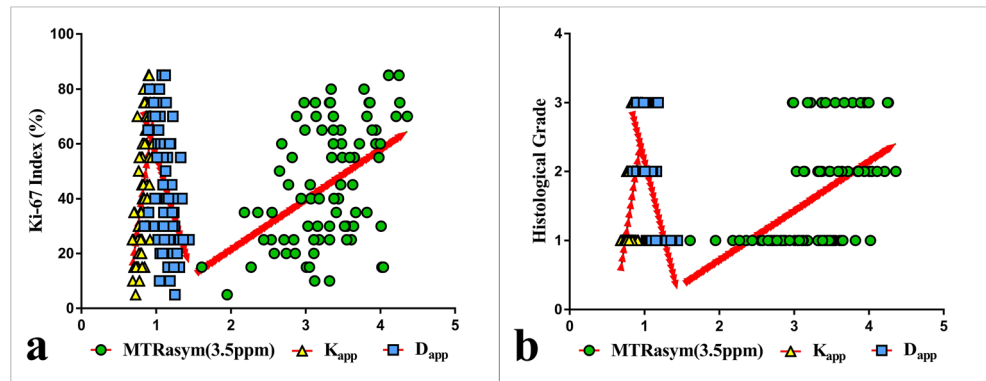 100
80
60
40
20
0
Ki-67 Index (%)
0 1 2 3 4 5
a
MTRasym(3.5ppm) Kapp Dapp
4
3
2
1
0
Histological Grade
0 1 2 3 4 5
b
MTRasym(3.5ppm) Kapp Dapp